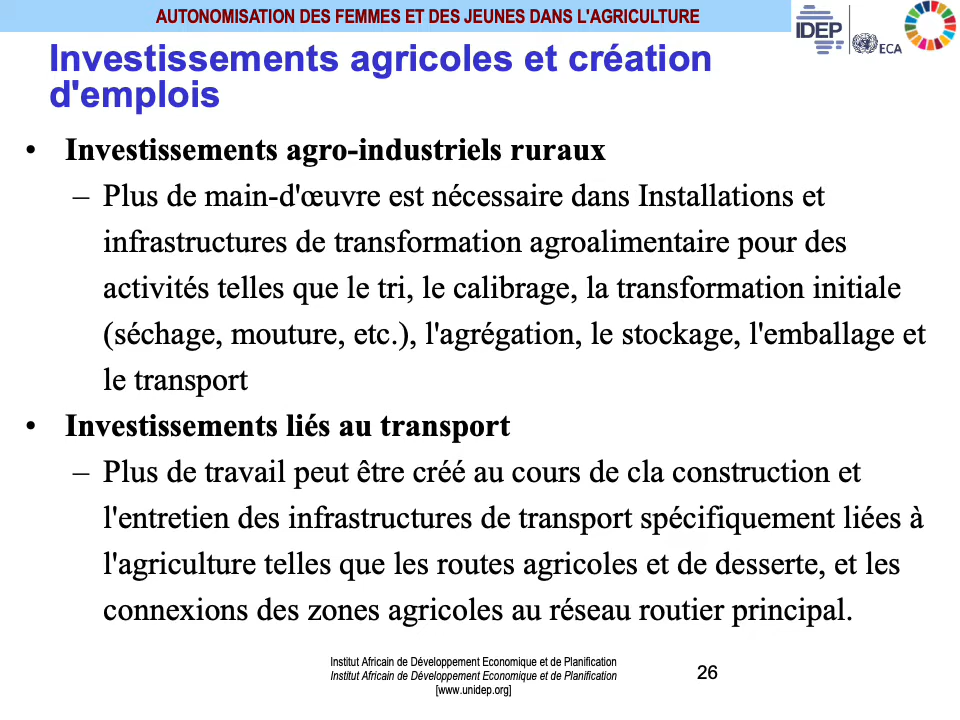 AUTONOMISATION DES FEMMES ET DES JEUNES DANS L'AGRICULTURE
IDEP
ECA
Investissements agricoles et création
d'emplois
• Investissements agro-industriels ruraux
– Plus de main-d'œuvre est nécessaire dans Installations et
infrastructures de transformation agroalimentaire pour des
activités telles que le tri, le calibrage, la transformation initiale
(séchage, mouture, etc.), l'agrégation, le stockage, l'emballage et
le transport
• Investissements liés au transport
– Plus de travail peut être créé au cours de cla construction et
l'entretien des infrastructures de transport spécifiquement liées à
l'agriculture telles que les routes agricoles et de desserte, et les
connexions des zones agricoles au réseau routier principal.
Institut Africain de Développement Economique et de Planification
Institut Africain de Développement Economique et de Planification
[www.unidep.org]
26